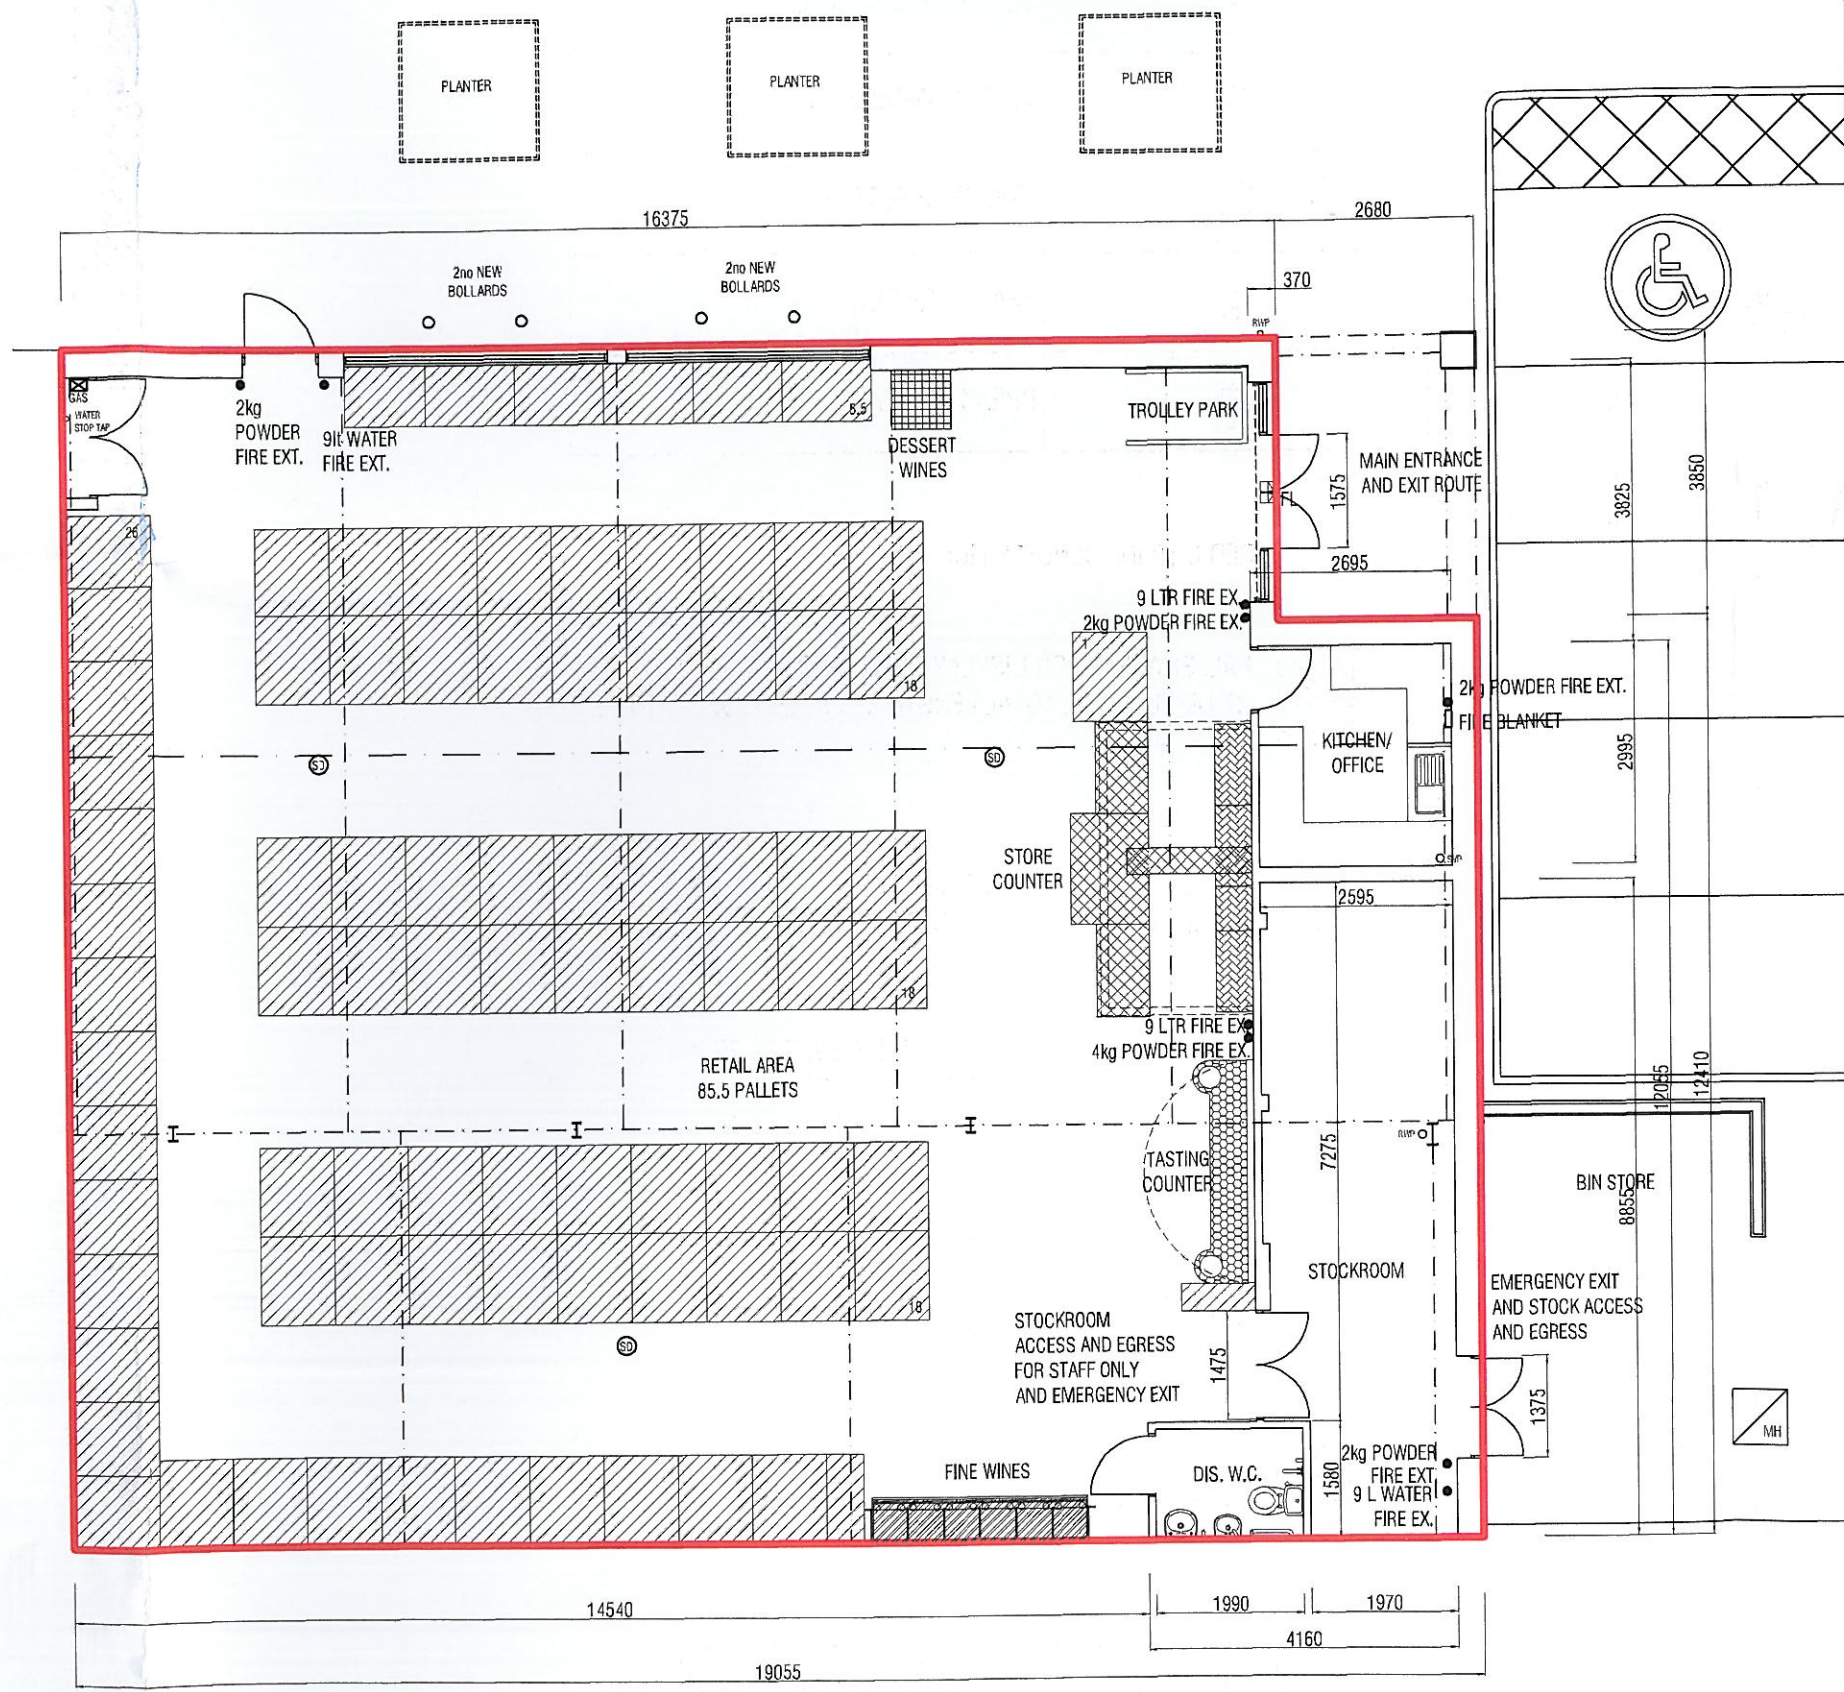 PLANTER
PLANTER
PLANTER
16375
2680
370
2no NEW
BOLLARDS
2no NEW
BOLLARDS
RWP
GAS
WATER
STOP TAP
2kg
POWDER
FIRE EXT.
9lt WATER
FIRE EXT.
5.5
DESSERT
WINES
TROLLEY PARK
MAIN ENTRANCE
AND EXIT ROUTE
1575
3825
3850
2695
26
9 LTR FIRE EX.
2kg POWDER FIRE EX.
1
18
2kg POWDER FIRE EXT.
FIRE BLANKET
KITCHEN/
OFFICE
2995
SD
SD
STORE
COUNTER
2595
18
9 LTR FIRE EX.
4kg POWDER FIRE EX.
RETAIL AREA
85.5 PALLETS
12055
12410
RWP
7275
TASTING
COUNTER
BIN STORE
8855
STOCKROOM
18
EMERGENCY EXIT
AND STOCK ACCESS
AND EGRESS
STOCKROOM
ACCESS AND EGRESS
FOR STAFF ONLY
AND EMERGENCY EXIT
SD
1475
1375
MH
FINE WINES
DIS. W.C.
1580
2kg POWDER
FIRE EXT
9 L WATER
FIRE EX.
14540
1990
1970
4160
19055